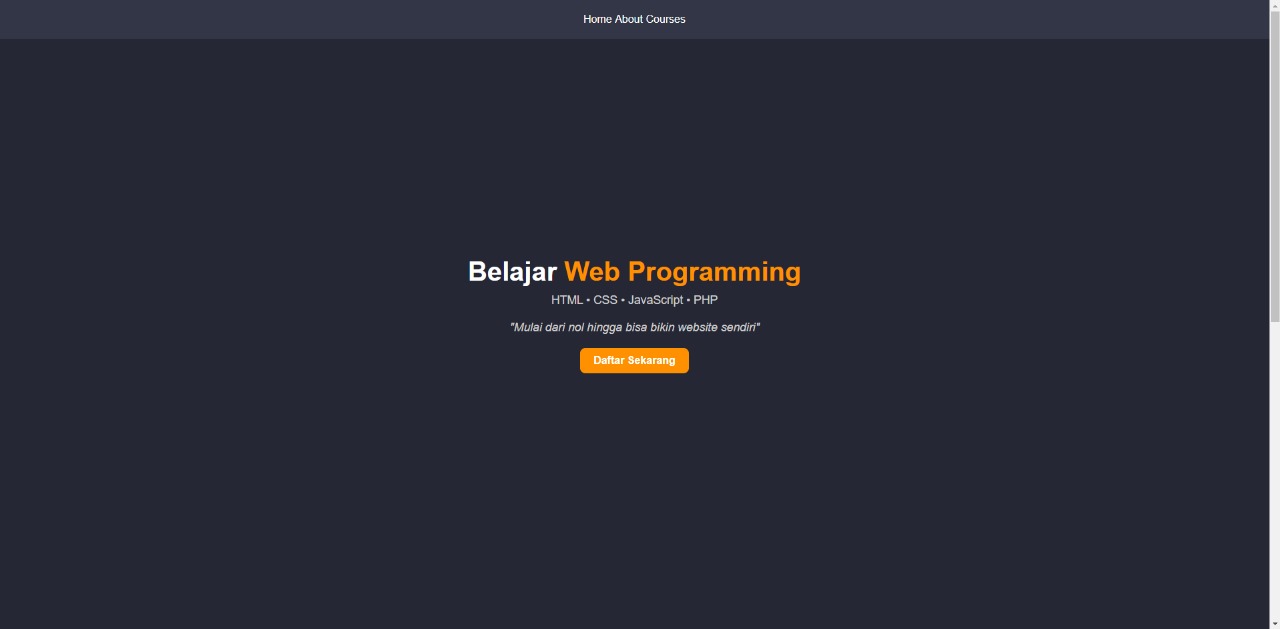 Home About Courses
Belajar Web Programming
HTML • CSS • JavaScript • PHP
"Mulai dari nol hingga bisa bikin website sendiri"
Daftar Sekarang